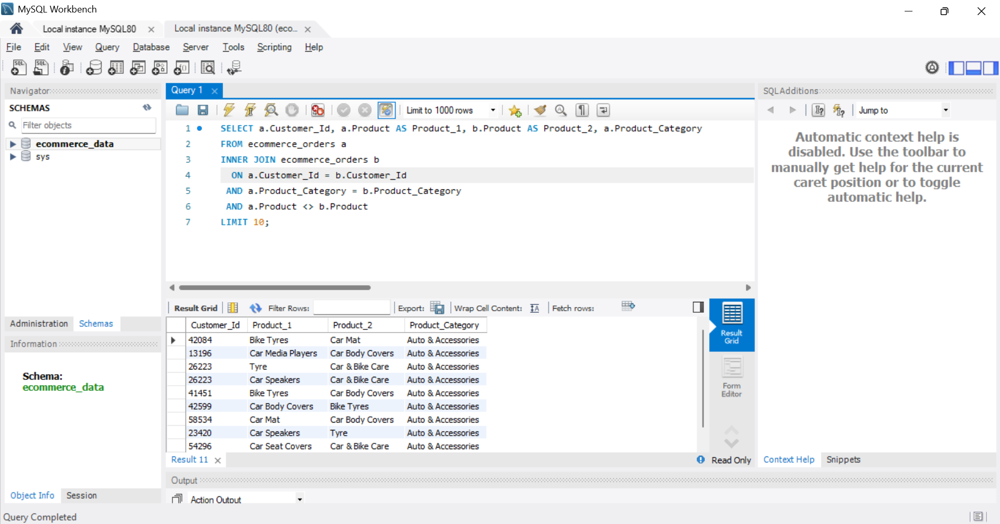 MySQL Workbench
Local instance MySQL80
Local instance MySQL80 (eco...
File Edit View Query Database Server Tools Scripting Help
Navigator
SCHEMAS
Filter objects
ecommerce_data
sys
Administration Schemas
Information
Schema:
ecommerce_data
Object Info Session
Query 1
Limit to 1000 rows
1 SELECT a.Customer_Id, a.Product AS Product_1, b.Product AS Product_2, a.Product_Category
2 FROM ecommerce_orders a
3 INNER JOIN ecommerce_orders b
4 ON a.Customer_Id = b.Customer_Id
5 AND a.Product_Category = b.Product_Category
6 AND a.Product <> b.Product
7 LIMIT 10;
Result Grid Filter Rows: Export: Wrap Cell Content: Fetch rows:
Customer_Id Product_1 Product_2 Product_Category
42084 Bike Tyres Car Mat Auto & Accessories
13196 Car Media Players Car Body Covers Auto & Accessories
26223 Tyre Car & Bike Care Auto & Accessories
26223 Car Speakers Car & Bike Care Auto & Accessories
41451 Bike Tyres Car Body Covers Auto & Accessories
42599 Car Body Covers Bike Tyres Auto & Accessories
58534 Car Mat Car Body Covers Auto & Accessories
23420 Car Speakers Tyre Auto & Accessories
54296 Car Seat Covers Car & Bike Care Auto & Accessories
Result
Grid
Form
Editor
Result 11
Read Only
Output
Action Output
SQLAdditions
Jump to
Automatic context help is
disabled. Use the toolbar to
manually get help for the current
caret position or to toggle
automatic help.
Context Help Snippets
Query Completed